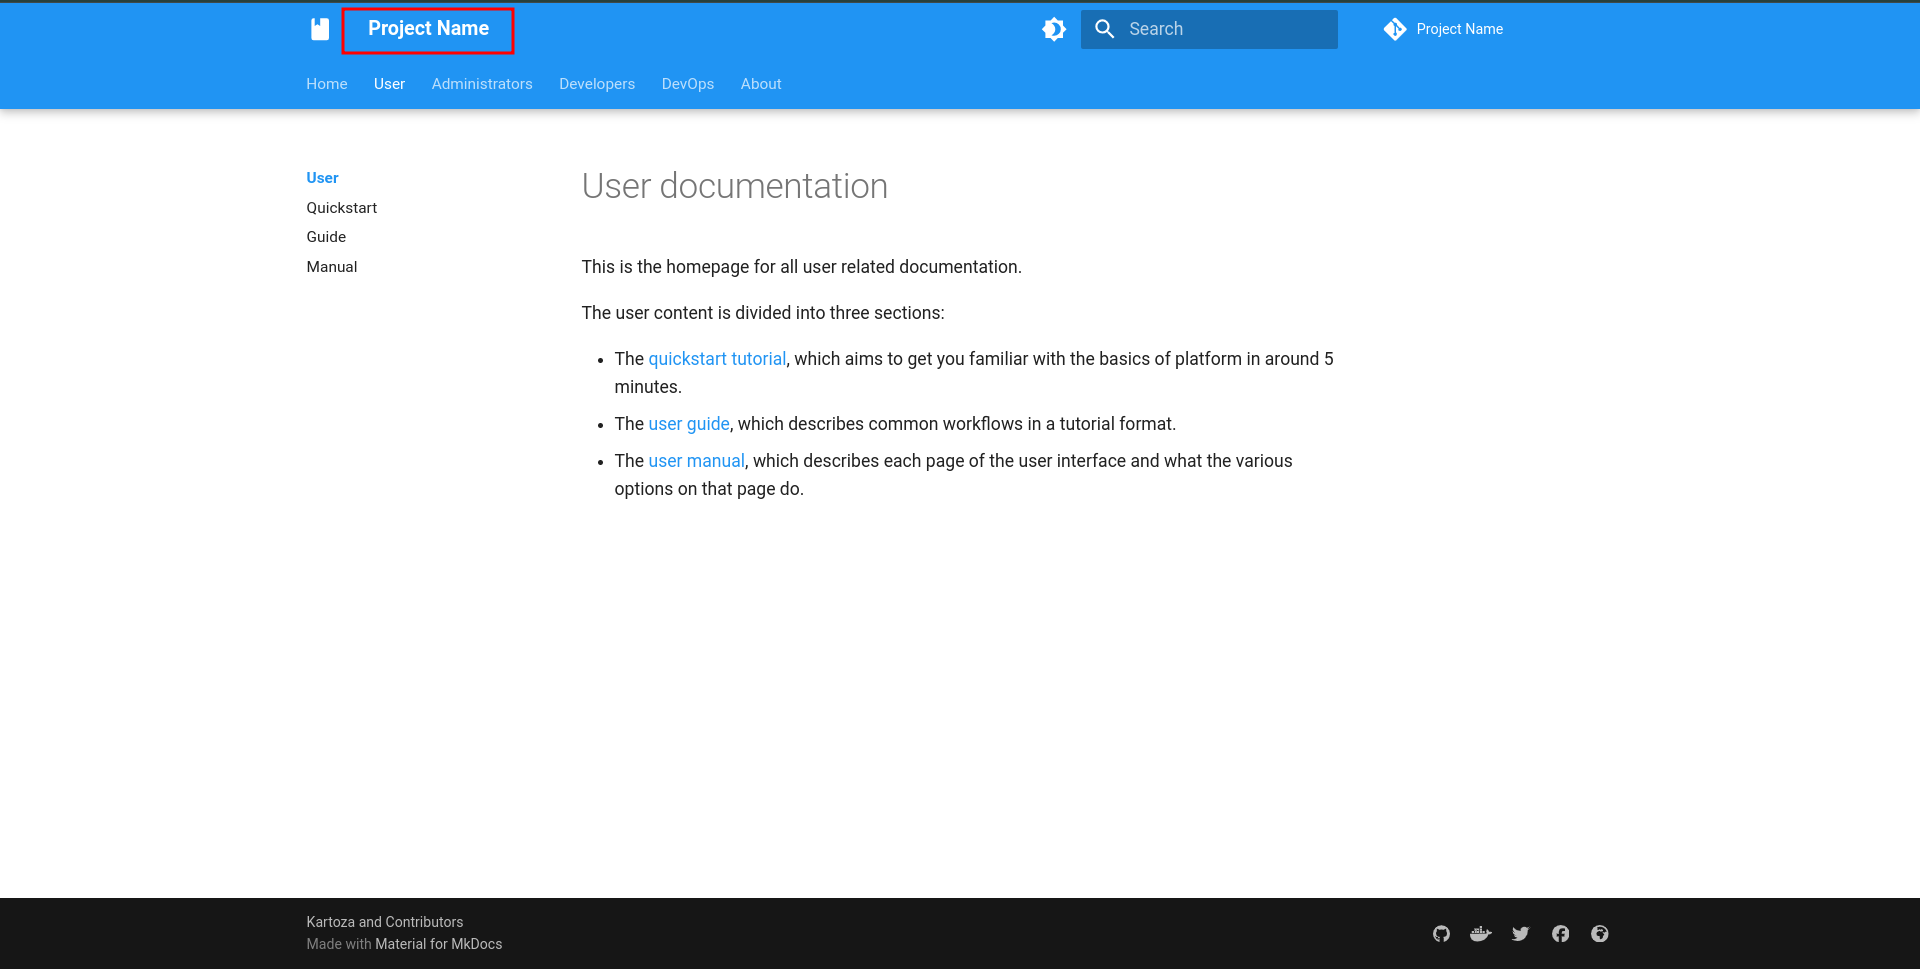 Project Name
Search
Project Name
Home User Administrators Developers DevOps About
User
Quickstart
Guide
Manual
User documentation
This is the homepage for all user related documentation.
The user content is divided into three sections:
• The quickstart tutorial, which aims to get you familiar with the basics of platform in around 5
minutes.
• The user guide, which describes common workflows in a tutorial format.
• The user manual, which describes each page of the user interface and what the various
options on that page do.
Kartoza and Contributors
Made with Material for MkDocs